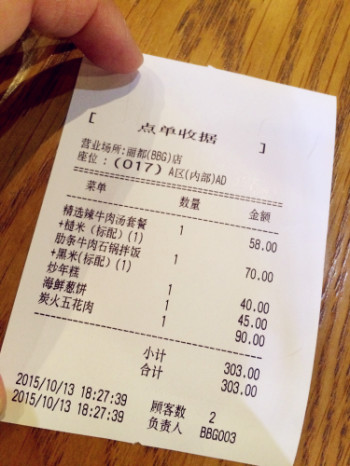 [ 点单收据 ]
营业场所:丽都(BBG)店
座位:(017) A区(内部)AD
菜单 数量 金额
精选辣牛肉汤套餐 1 58.00
+糙米(标配)(1)
肋条牛肉石锅拌饭 1 70.00
+黑米(标配)(1)
炒年糕 1 40.00
海鲜葱饼 1 45.00
炭火五花肉 1 90.00
小计 303.00
合计 303.00
2015/10/13 18:27:39 顾客数 2
2015/10/13 18:27:39 负责人 BBG003